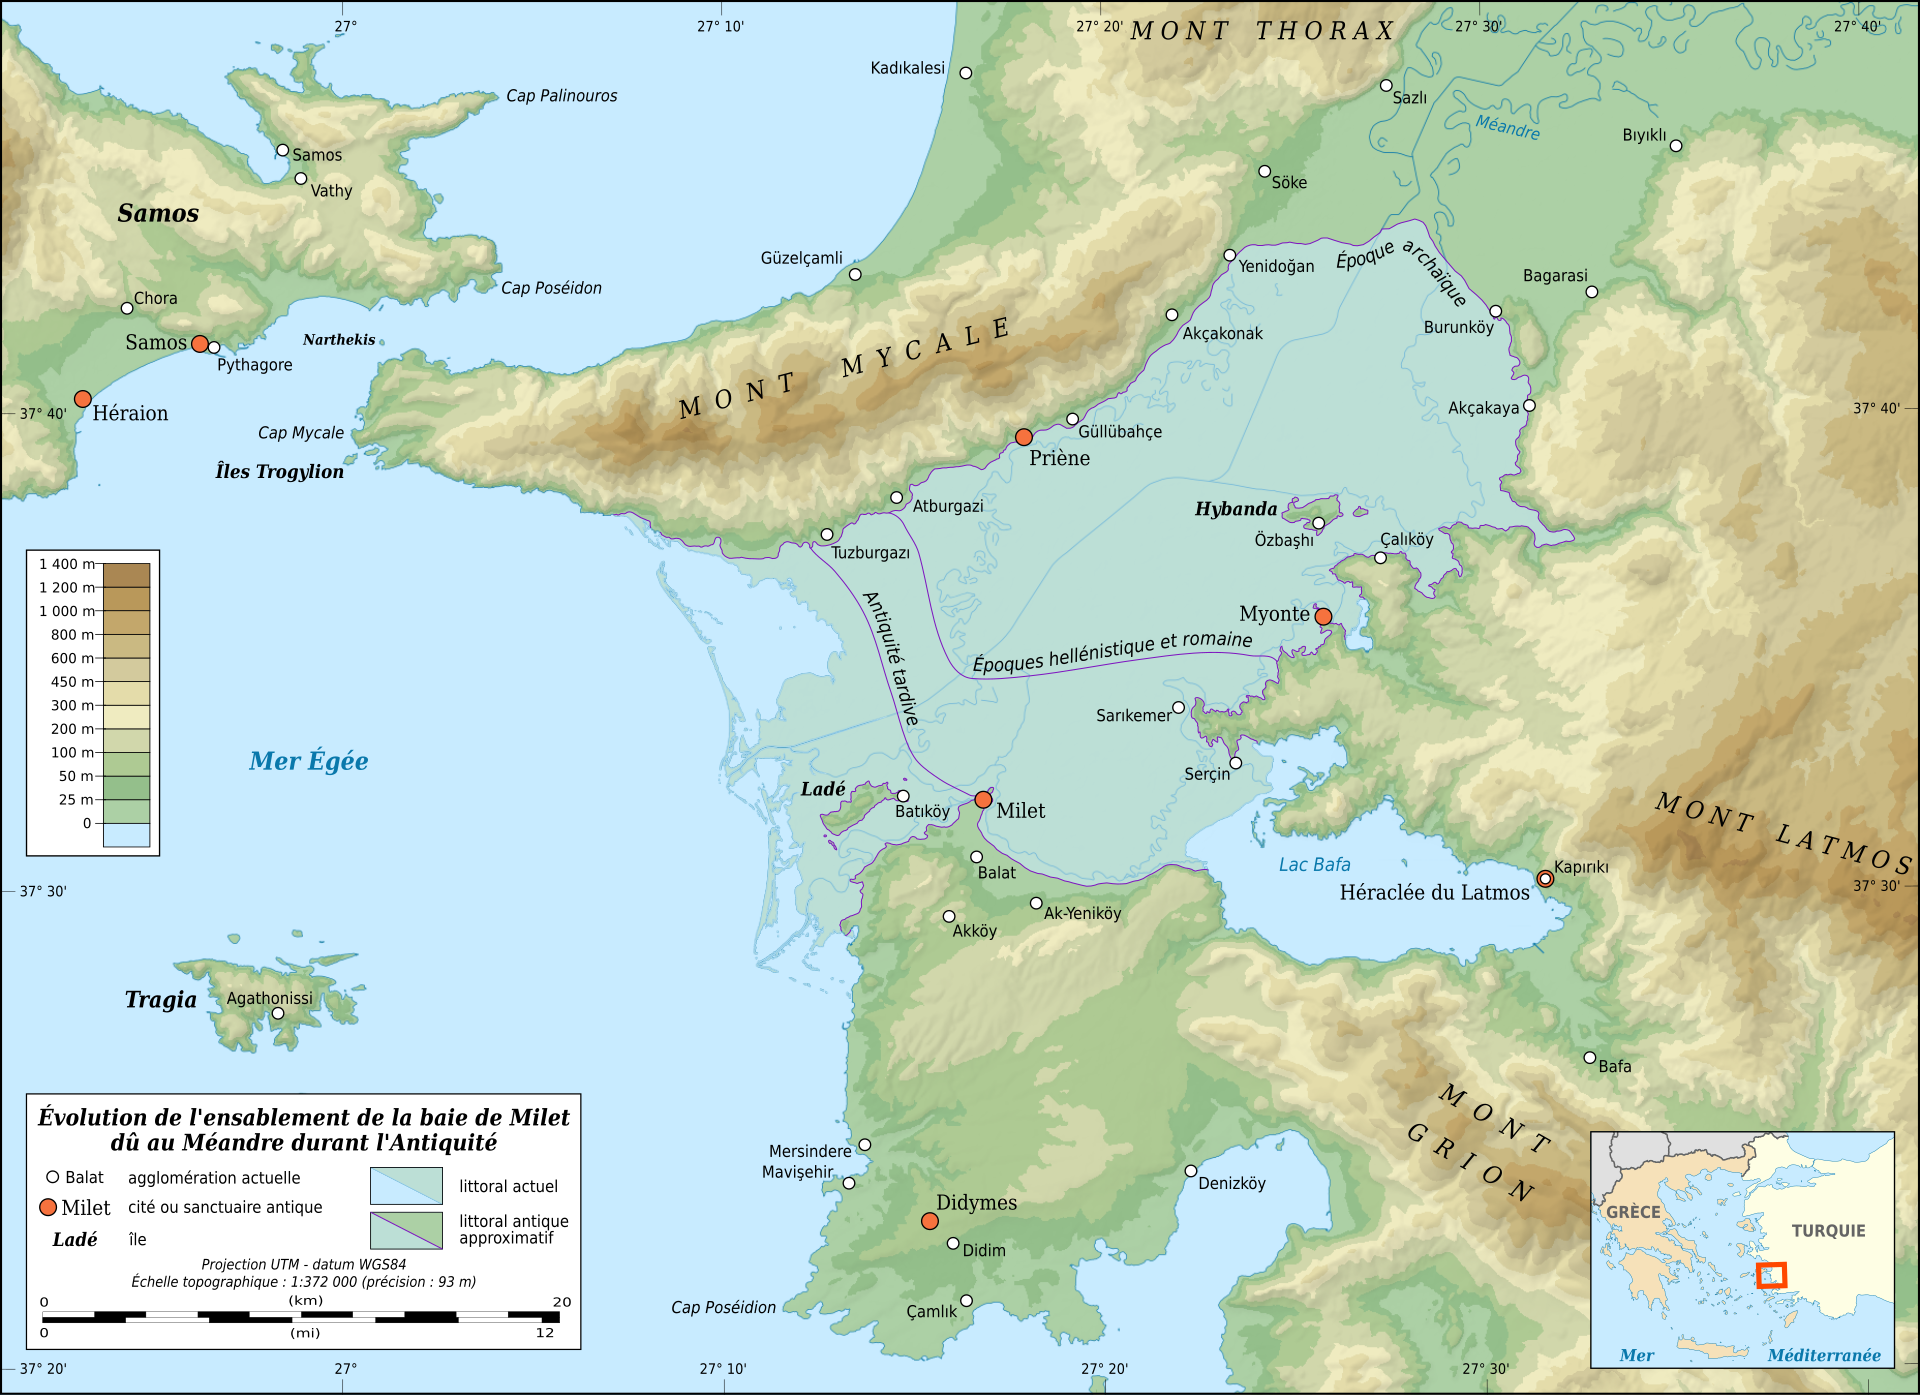 27°
27° 10'
27° 20'
27° 30'
27° 40'
MONT THORAX
Kadıkalesi
Sazlı
Cap Palinouros
Méandre
Bıyıklı
Samos
Vathy
Söke
Samos
Güzelçamli
Yenidoğan
Époque archaïque
Bagarasi
Cap Poséidon
Chora
Samos
Narthekis
Pythagore
Akçakonak
Burunköy
MONT MYCALE
Héraion
37° 40'
37° 40'
Akçakaya
Cap Mycale
Güllübahçe
Priène
Îles Trogylion
Atburgazi
Hybanda
Özbaşhı
Çalıköy
Tuzburgazı
1 400 m
1 200 m
1 000 m
800 m
600 m
450 m
300 m
200 m
100 m
50 m
25 m
0
Antiquité tardive
Myonte
Époques hellénistique et romaine
Sarıkemer
Mer Égée
Serçin
Ladé
Batıköy
Milet
MONT LATMOS
Balat
Lac Bafa
Kapırıkı
Héraclée du Latmos
37° 30'
37° 30'
Ak-Yeniköy
Akköy
Tragia
Agathonissi
Bafa
MONT
GRION
Mersindere
Mavişehir
Denizköy
Didymes
Didim
Cap Poséidion
Çamlık
Évolution de l'ensablement de la baie de Milet
dû au Méandre durant l'Antiquité
Balat
agglomération actuelle
littoral actuel
Milet
cité ou sanctuaire antique
littoral antique
approximatif
Ladé
île
Projection UTM - datum WGS84
Échelle topographique : 1:372 000 (précision : 93 m)
0
(km)
20
0
(mi)
12
GRÈCE
TURQUIE
Mer
Méditerranée
37° 20'
27°
27° 10'
27° 20'
27° 30'